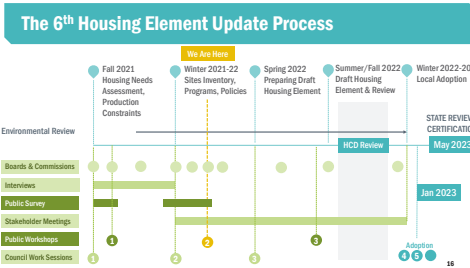 The 6th Housing Element Update Process
We Are Here
Fall 2021
Housing Needs
Assessment,
Production
Constraints
Winter 2021-22
Sites Inventory,
Programs, Policies
Spring 2022
Preparing Draft
Housing Element
Summer/Fall 2022
Draft Housing
Element & Review
Winter 2022-20
Local Adoption
Environmental Review
STATE REVIEW
CERTIFICATIO
HCD Review
May 2023
Boards & Commissions
Interviews
Jan 2023
Public Survey
Stakeholder Meetings
Public Workshops
1
2
3
Adoption
Council Work Sessions
1
2
3
4
5
16